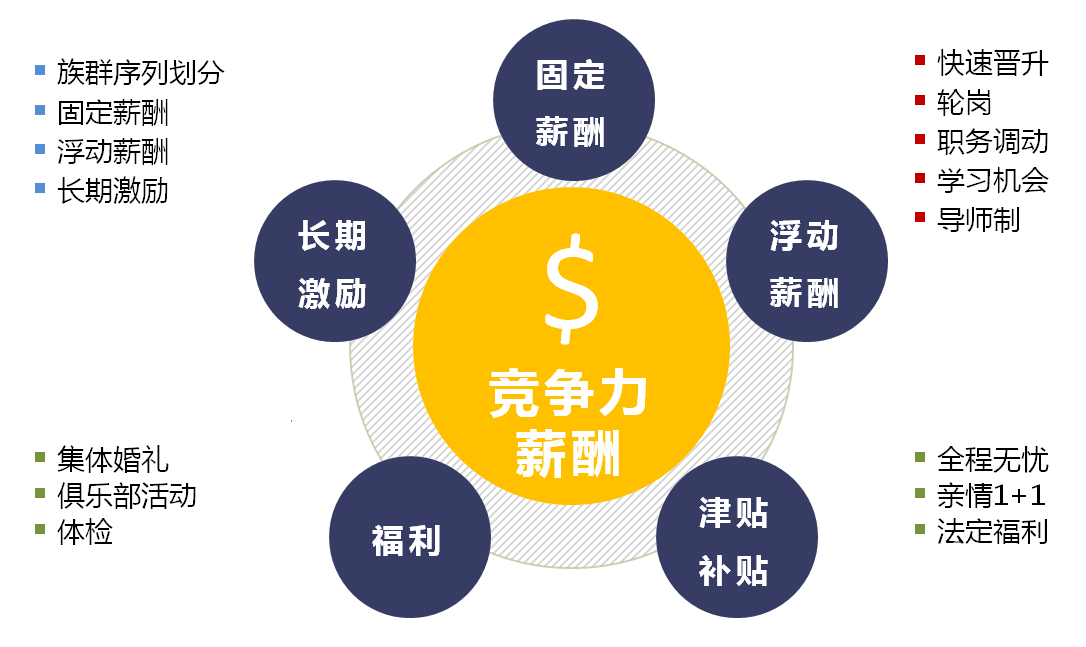 族群序列划分
固定薪酬
浮动薪酬
长期激励
固定
薪酬
快速晋升
轮岗
职务调动
学习机会
导师制
长期
激励
浮动
薪酬
$
竞争力
薪酬
集体婚礼
俱乐部活动
体检
福利
津贴
补贴
全程无忧
亲情1+1
法定福利